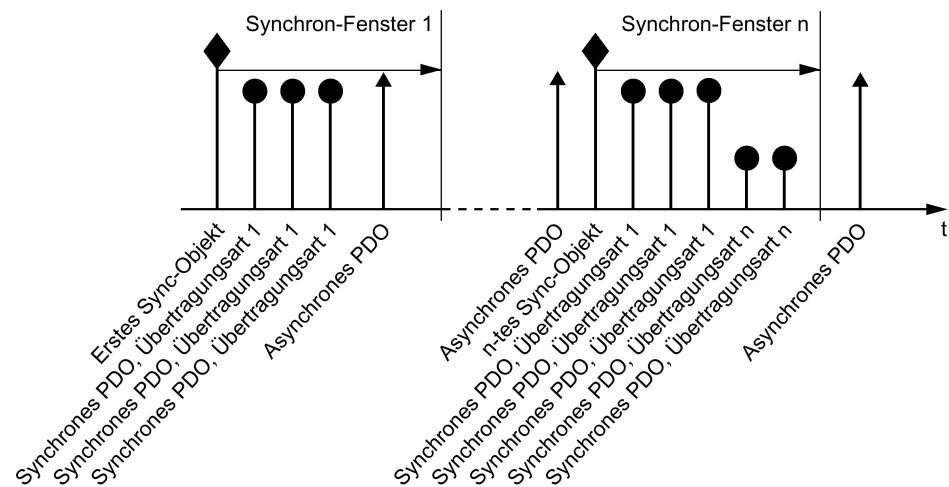 Synchron-Fenster 1
Synchron-Fenster n
t
Erstes Sync-Objekt
Synchrones PDO, Übertragungsart 1
Synchrones PDO, Übertragungsart 1
Synchrones PDO, Übertragungsart 1
Asynchrones PDO
Asynchrones PDO
n-tes Sync-Objekt
Synchrones PDO, Übertragungsart 1
Synchrones PDO, Übertragungsart 1
Synchrones PDO, Übertragungsart 1
Synchrones PDO, Übertragungsart n
Synchrones PDO, Übertragungsart n
Asynchrones PDO